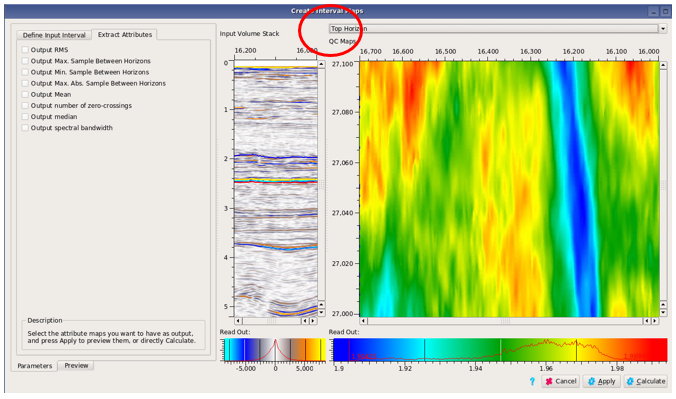 Create Interval Maps
Define Input Interval
Extract Attributes
Output RMS
Output Max. Sample Between Horizons
Output Min. Sample Between Horizons
Output Max. Abs. Sample Between Horizons
Output Mean
Output number of zero-crossings
Output median
Output spectral bandwidth
Description
Select the attribute maps you want to have as output,
and press Apply to preview them, or directly Calculate.
Parameters
Preview
Input Volume Stack
16.200 16.000
0
1
2
3
4
5
Read Out:
-5.000 0 5.000
Top Horizon
QC Maps
16.700 16.600 16.500 16.400 16.300 16.200 16.100 16.000
27.100
27.080
27.060
27.040
27.020
27.000
Read Out:
1.9 1.92 1.94 1.96 1.98
? Cancel Apply Calculate